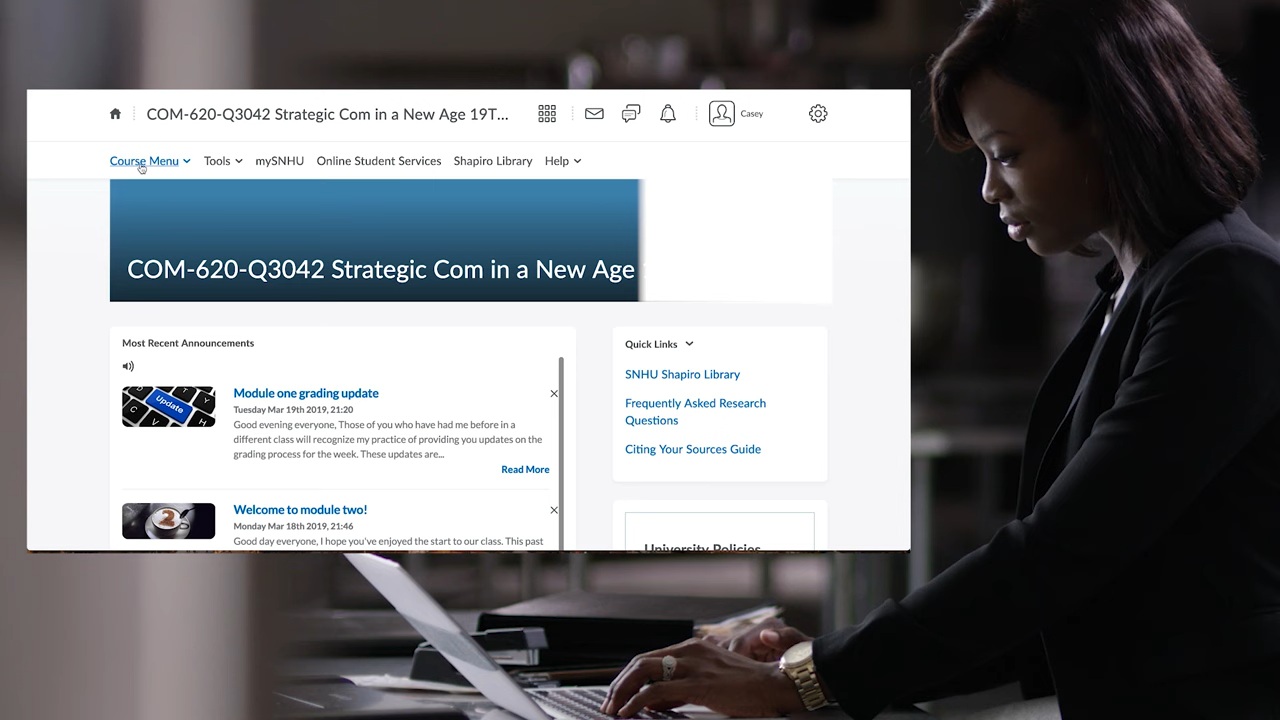 COM-620-Q3042 Strategic Com in a New Age 19T...
Casey
Course Menu Tools mySNHU Online Student Services Shapiro Library Help
COM-620-Q3042 Strategic Com in a New Age
Most Recent Announcements
Update
Module one grading update
Tuesday Mar 19th 2019, 21:20
Good evening everyone, Those of you who have had me before in a
different class will recognize my practice of providing you updates on the
grading process for the week. These updates are...
Read More
2
Welcome to module two!
Monday Mar 18th 2019, 21:46
Good day everyone, I hope you've enjoyed the start to our class. This past
Quick Links
SNHU Shapiro Library
Frequently Asked Research
Questions
Citing Your Sources Guide
University Policies